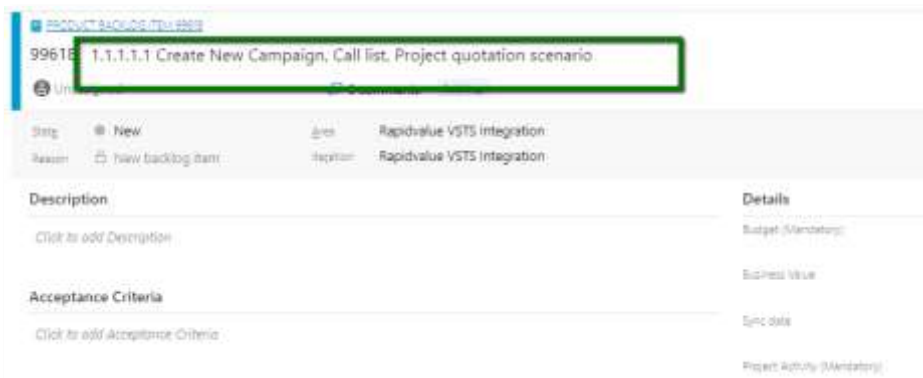 PRODUCT BACKLOG ITEM 99618
99618 1.1.1.1.1 Create New Campaign, Call list, Project quotation scenario
State New Area Rapidvalue VSTS Integration
Reason New backlog item Iteration Rapidvalue VSTS Integration
Description
Click to add Description
Acceptance Criteria
Click to add Acceptance Criteria
Details
Budget (Mandatory)
Business Value
Sync date
Project Activity (Mandatory)